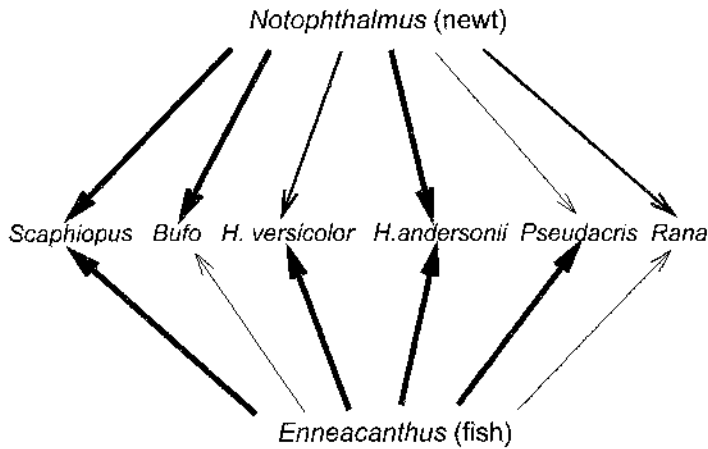 Notophthalmus (newt)
Scaphiopus Bufo H. versicolor H.andersonii Pseudacris Rana
Enneacanthus (fish)